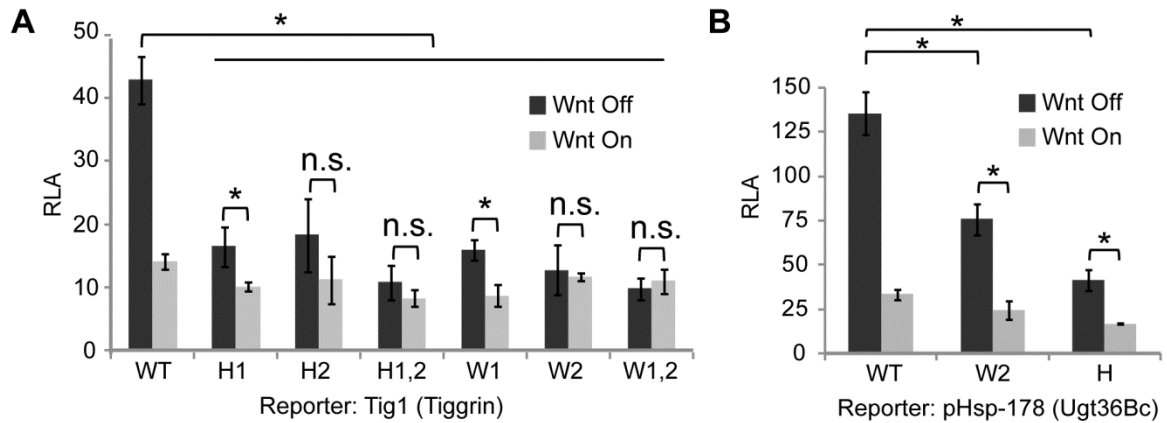 A
*
50
40
30
20
10
0
RLA
Wnt Off
Wnt On
*
n.s.
n.s.
*
n.s.
n.s.
WT H1 H2 H1,2 W1 W2 W1,2
Reporter: Tig1 (Tiggrin)
B
*
*
150
125
100
75
50
25
0
RLA
Wnt Off
Wnt On
*
*
WT W2 H
Reporter: pHsp-178 (Ugt36Bc)